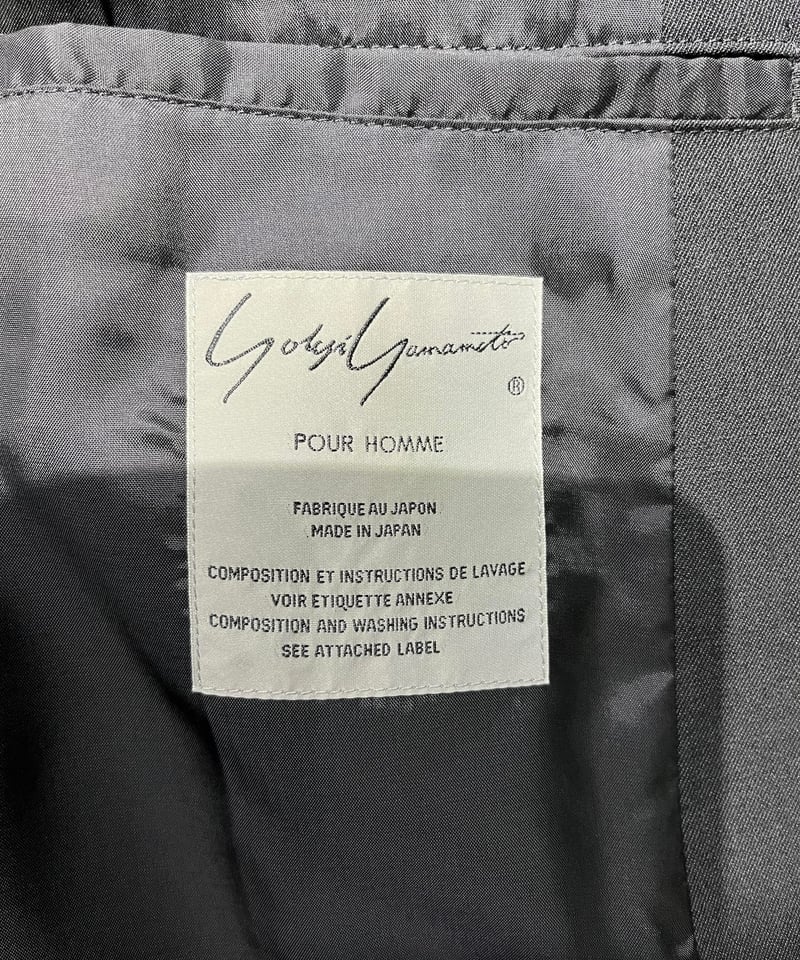 Yohji Yamamoto
®
POUR HOMME
FABRIQUE AU JAPON
MADE IN JAPAN
COMPOSITION ET INSTRUCTIONS DE LAVAGE
VOIR ETIQUETTE ANNEXE
COMPOSITION AND WASHING INSTRUCTIONS
SEE ATTACHED LABEL